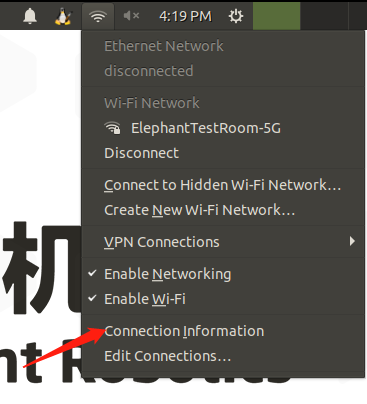 4:19 PM
Ethernet Network
disconnected
Wi-Fi Network
ElephantTestRoom-5G
Disconnect
Connect to Hidden Wi-Fi Network...
Create New Wi-Fi Network...
VPN Connections
Enable Networking
Enable Wi-Fi
机
Connection Information
Edit Connections...
nt Robotics